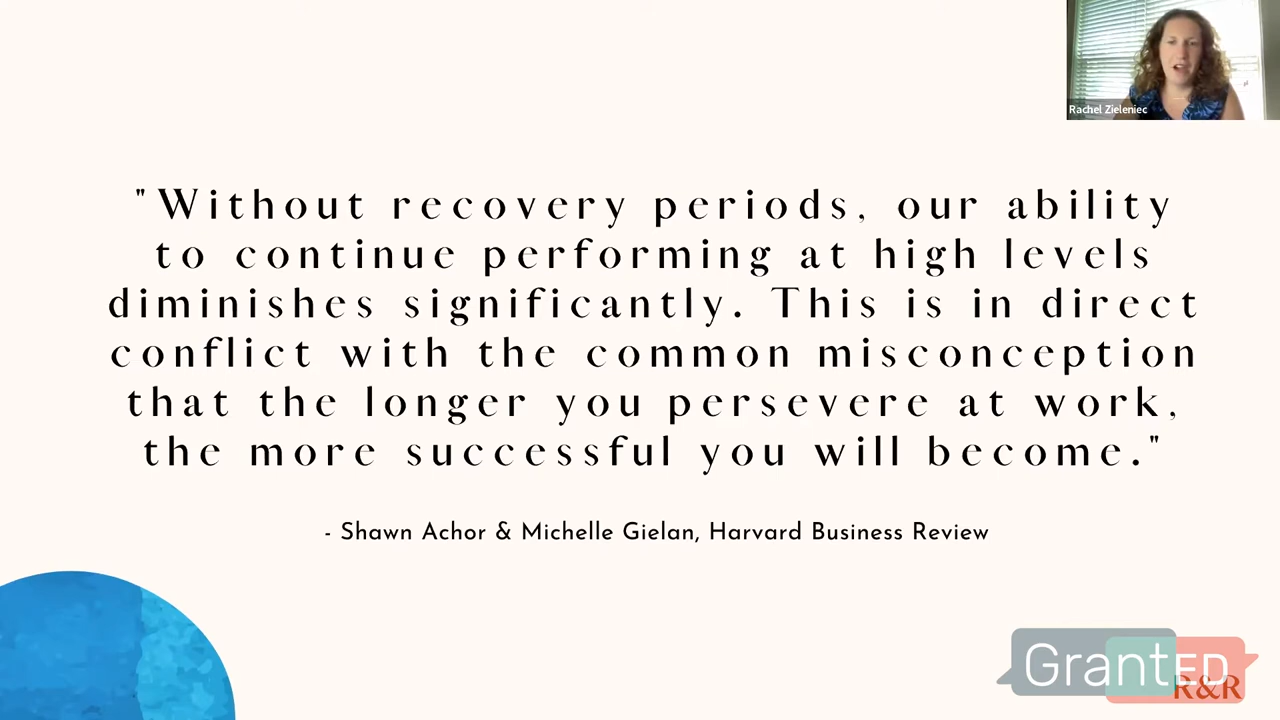 Rachel Zieleniec
"Without recovery periods, our ability
to continue performing at high levels
diminishes significantly. This is in direct
conflict with the common misconception
that the longer you persevere at work,
the more successful you will become."
- Shawn Achor & Michelle Gielan, Harvard Business Review
GrantED
R&R